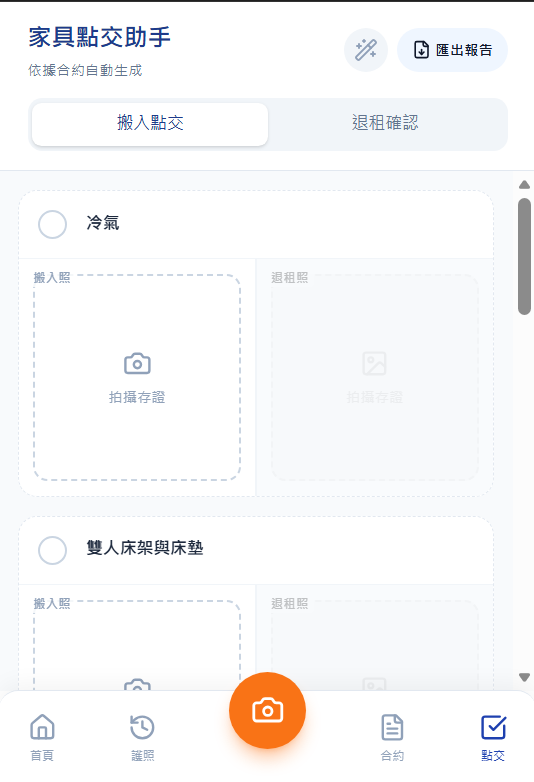 家具點交助手
依據合約自動生成
匯出報告
搬入點交
退租確認
冷氣
搬入照
退租照
拍攝存證
拍攝存證
雙人床架與床墊
搬入照
退租照
首頁
護照
合約
點交